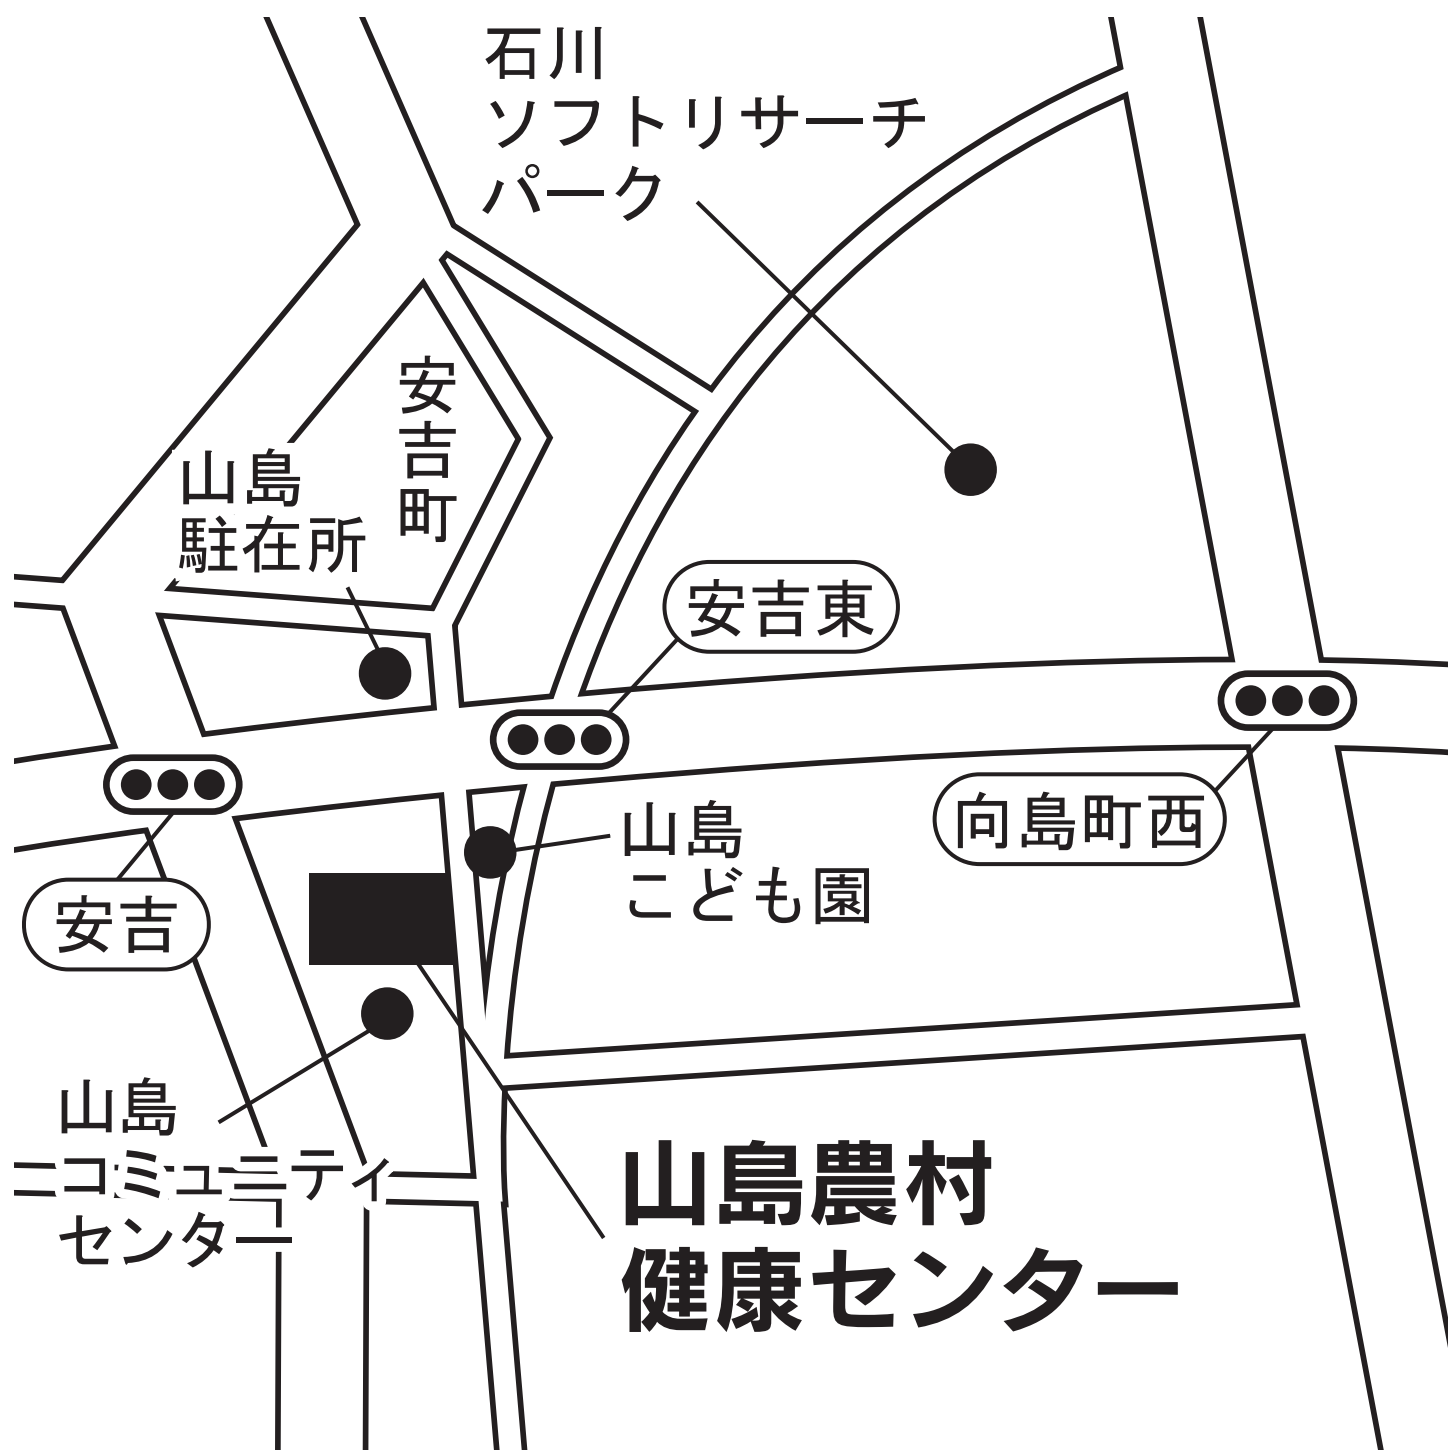 石川
ソフトリサーチ
パーク
安吉町
山島
駐在所
安吉東
向島町西
山島
こども園
安吉
山島
コミュニティ
センター
山島農村
健康センター